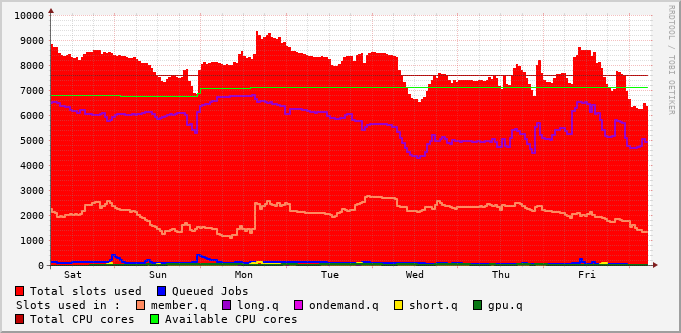 10000
9000
8000
7000
6000
5000
4000
3000
2000
1000
0
Sat Sun Mon Tue Wed Thu Fri
RRDTOOL / TOBI OETIKER
Total slots used Queued Jobs
Slots used in : member.q long.q ondemand.q short.q gpu.q
Total CPU cores Available CPU cores